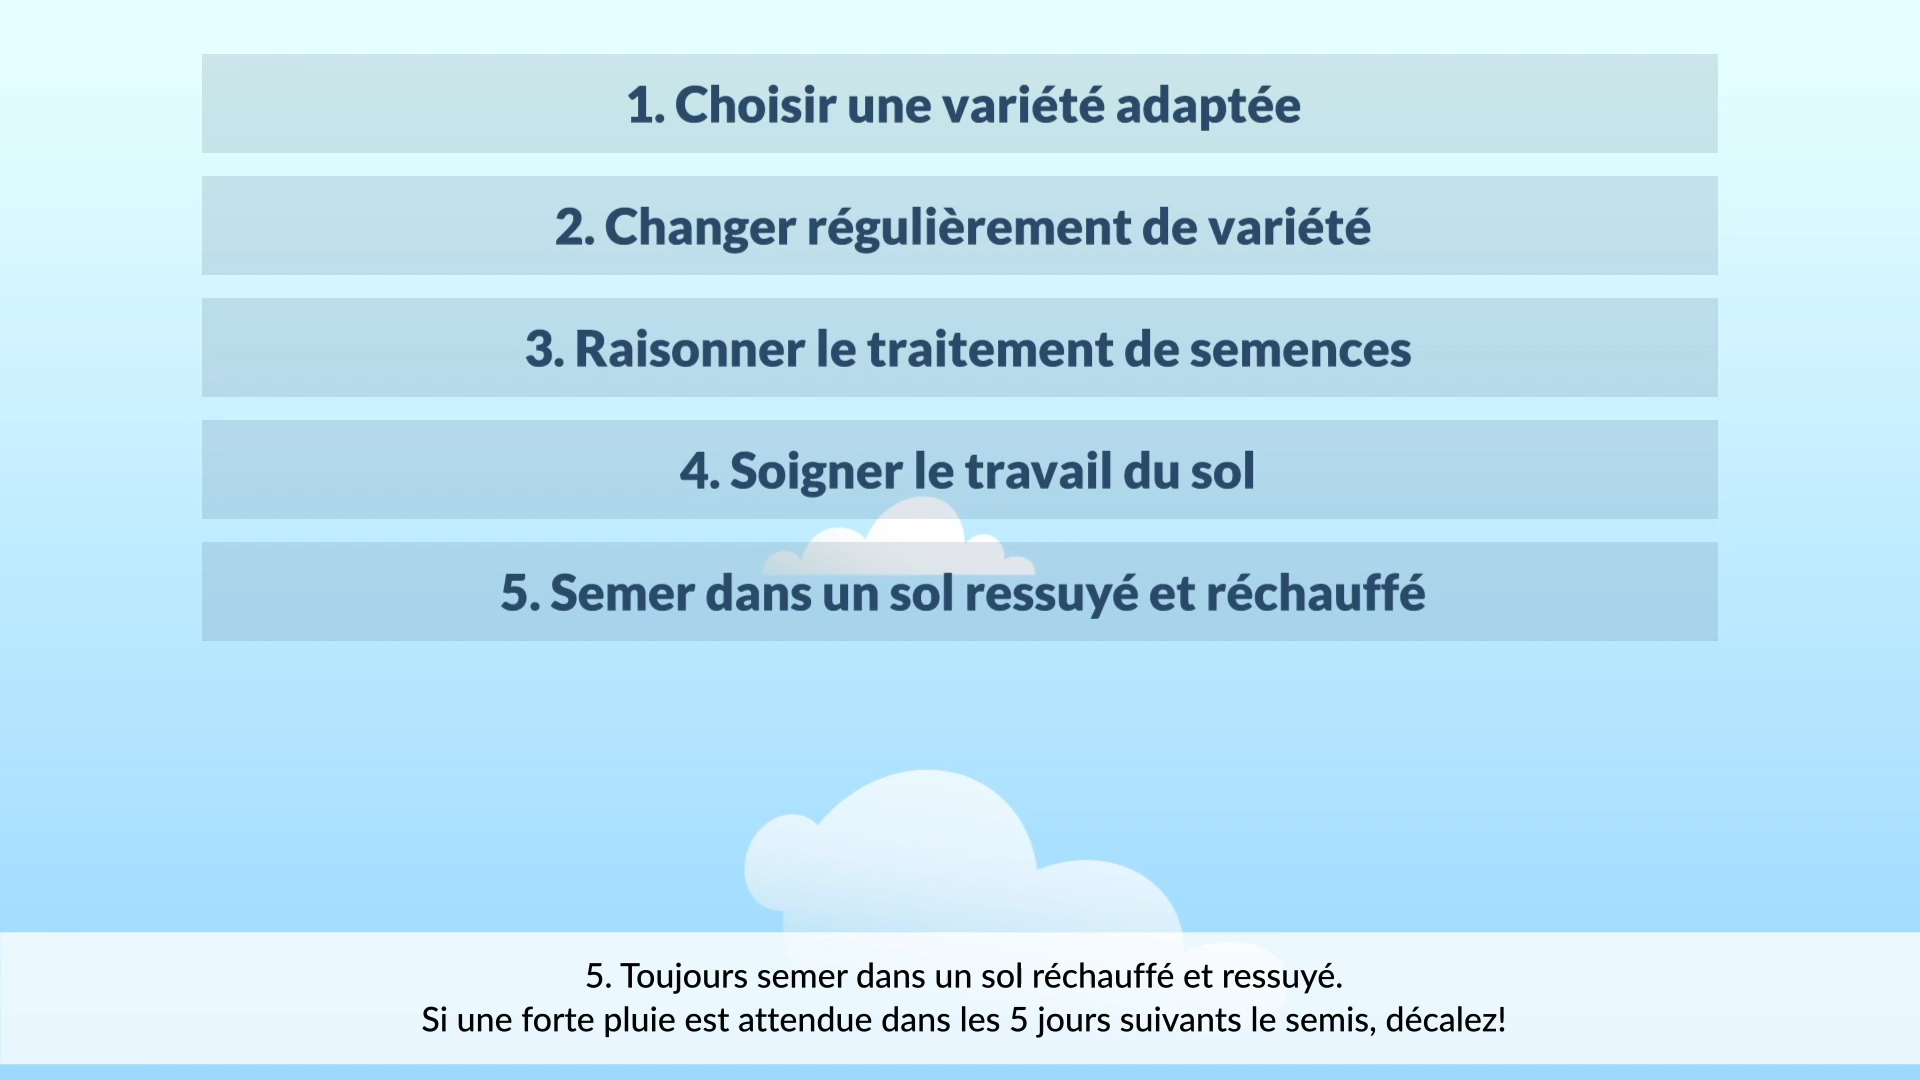 1. Choisir une variété adaptée
2. Changer régulièrement de variété
3. Raisonner le traitement de semences
4. Soigner le travail du sol
5. Semer dans un sol ressuyé et réchauffé
5. Toujours semer dans un sol réchauffé et ressuyé.
Si une forte pluie est attendue dans les 5 jours suivants le semis, décalez!